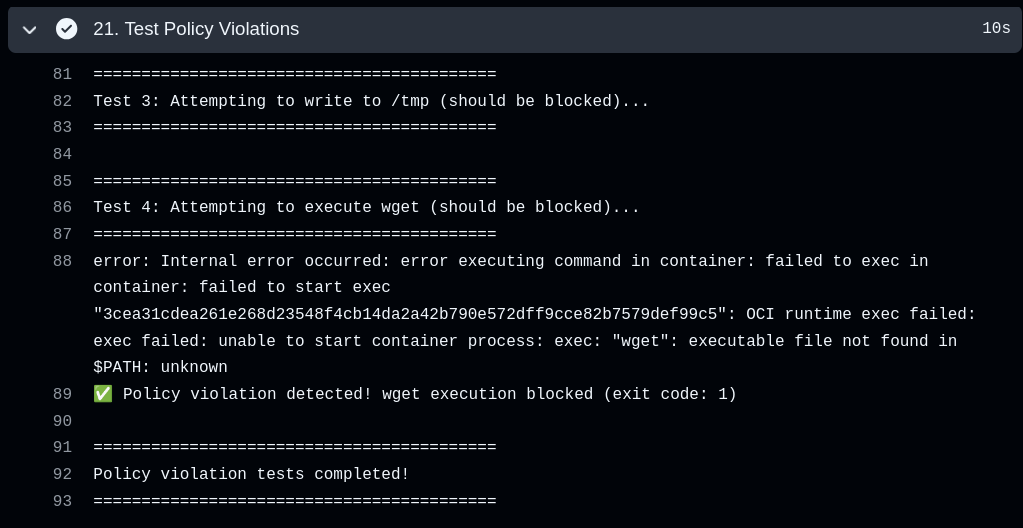 21. Test Policy Violations 10s
81 ==========================================
82 Test 3: Attempting to write to /tmp (should be blocked)...
83 ==========================================
84
85 ==========================================
86 Test 4: Attempting to execute wget (should be blocked)...
87 ==========================================
88 error: Internal error occurred: error executing command in container: failed to exec in
container: failed to start exec
"3cea31cdea261e268d23548f4cb14da2a42b790e572dff9cce82b7579def99c5": OCI runtime exec failed:
exec failed: unable to start container process: exec: "wget": executable file not found in
$PATH: unknown
89 ✅ Policy violation detected! wget execution blocked (exit code: 1)
90
91 ==========================================
92 Policy violation tests completed!
93 ==========================================